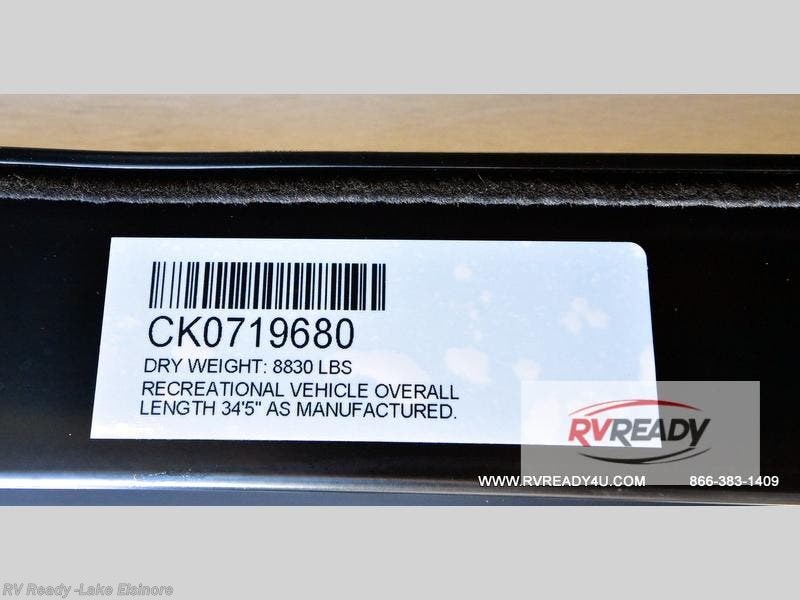 CK0719680
DRY WEIGHT: 8830 LBS
RECREATIONAL VEHICLE OVERALL
LENGTH 34'5" AS MANUFACTURED.
RVREADY
WWW.RVREADY4U.COM 866-383-1409
RV Ready -Lake Elsinore